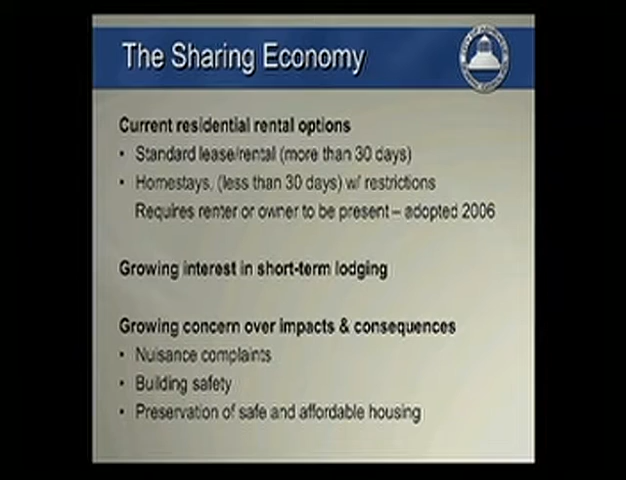 The Sharing Economy
Current residential rental options
• Standard lease/rental (more than 30 days)
• Homestays, (less than 30 days) w/ restrictions
Requires renter or owner to be present – adopted 2006
Growing interest in short-term lodging
Growing concern over impacts & consequences
• Nuisance complaints
• Building safety
• Preservation of safe and affordable housing